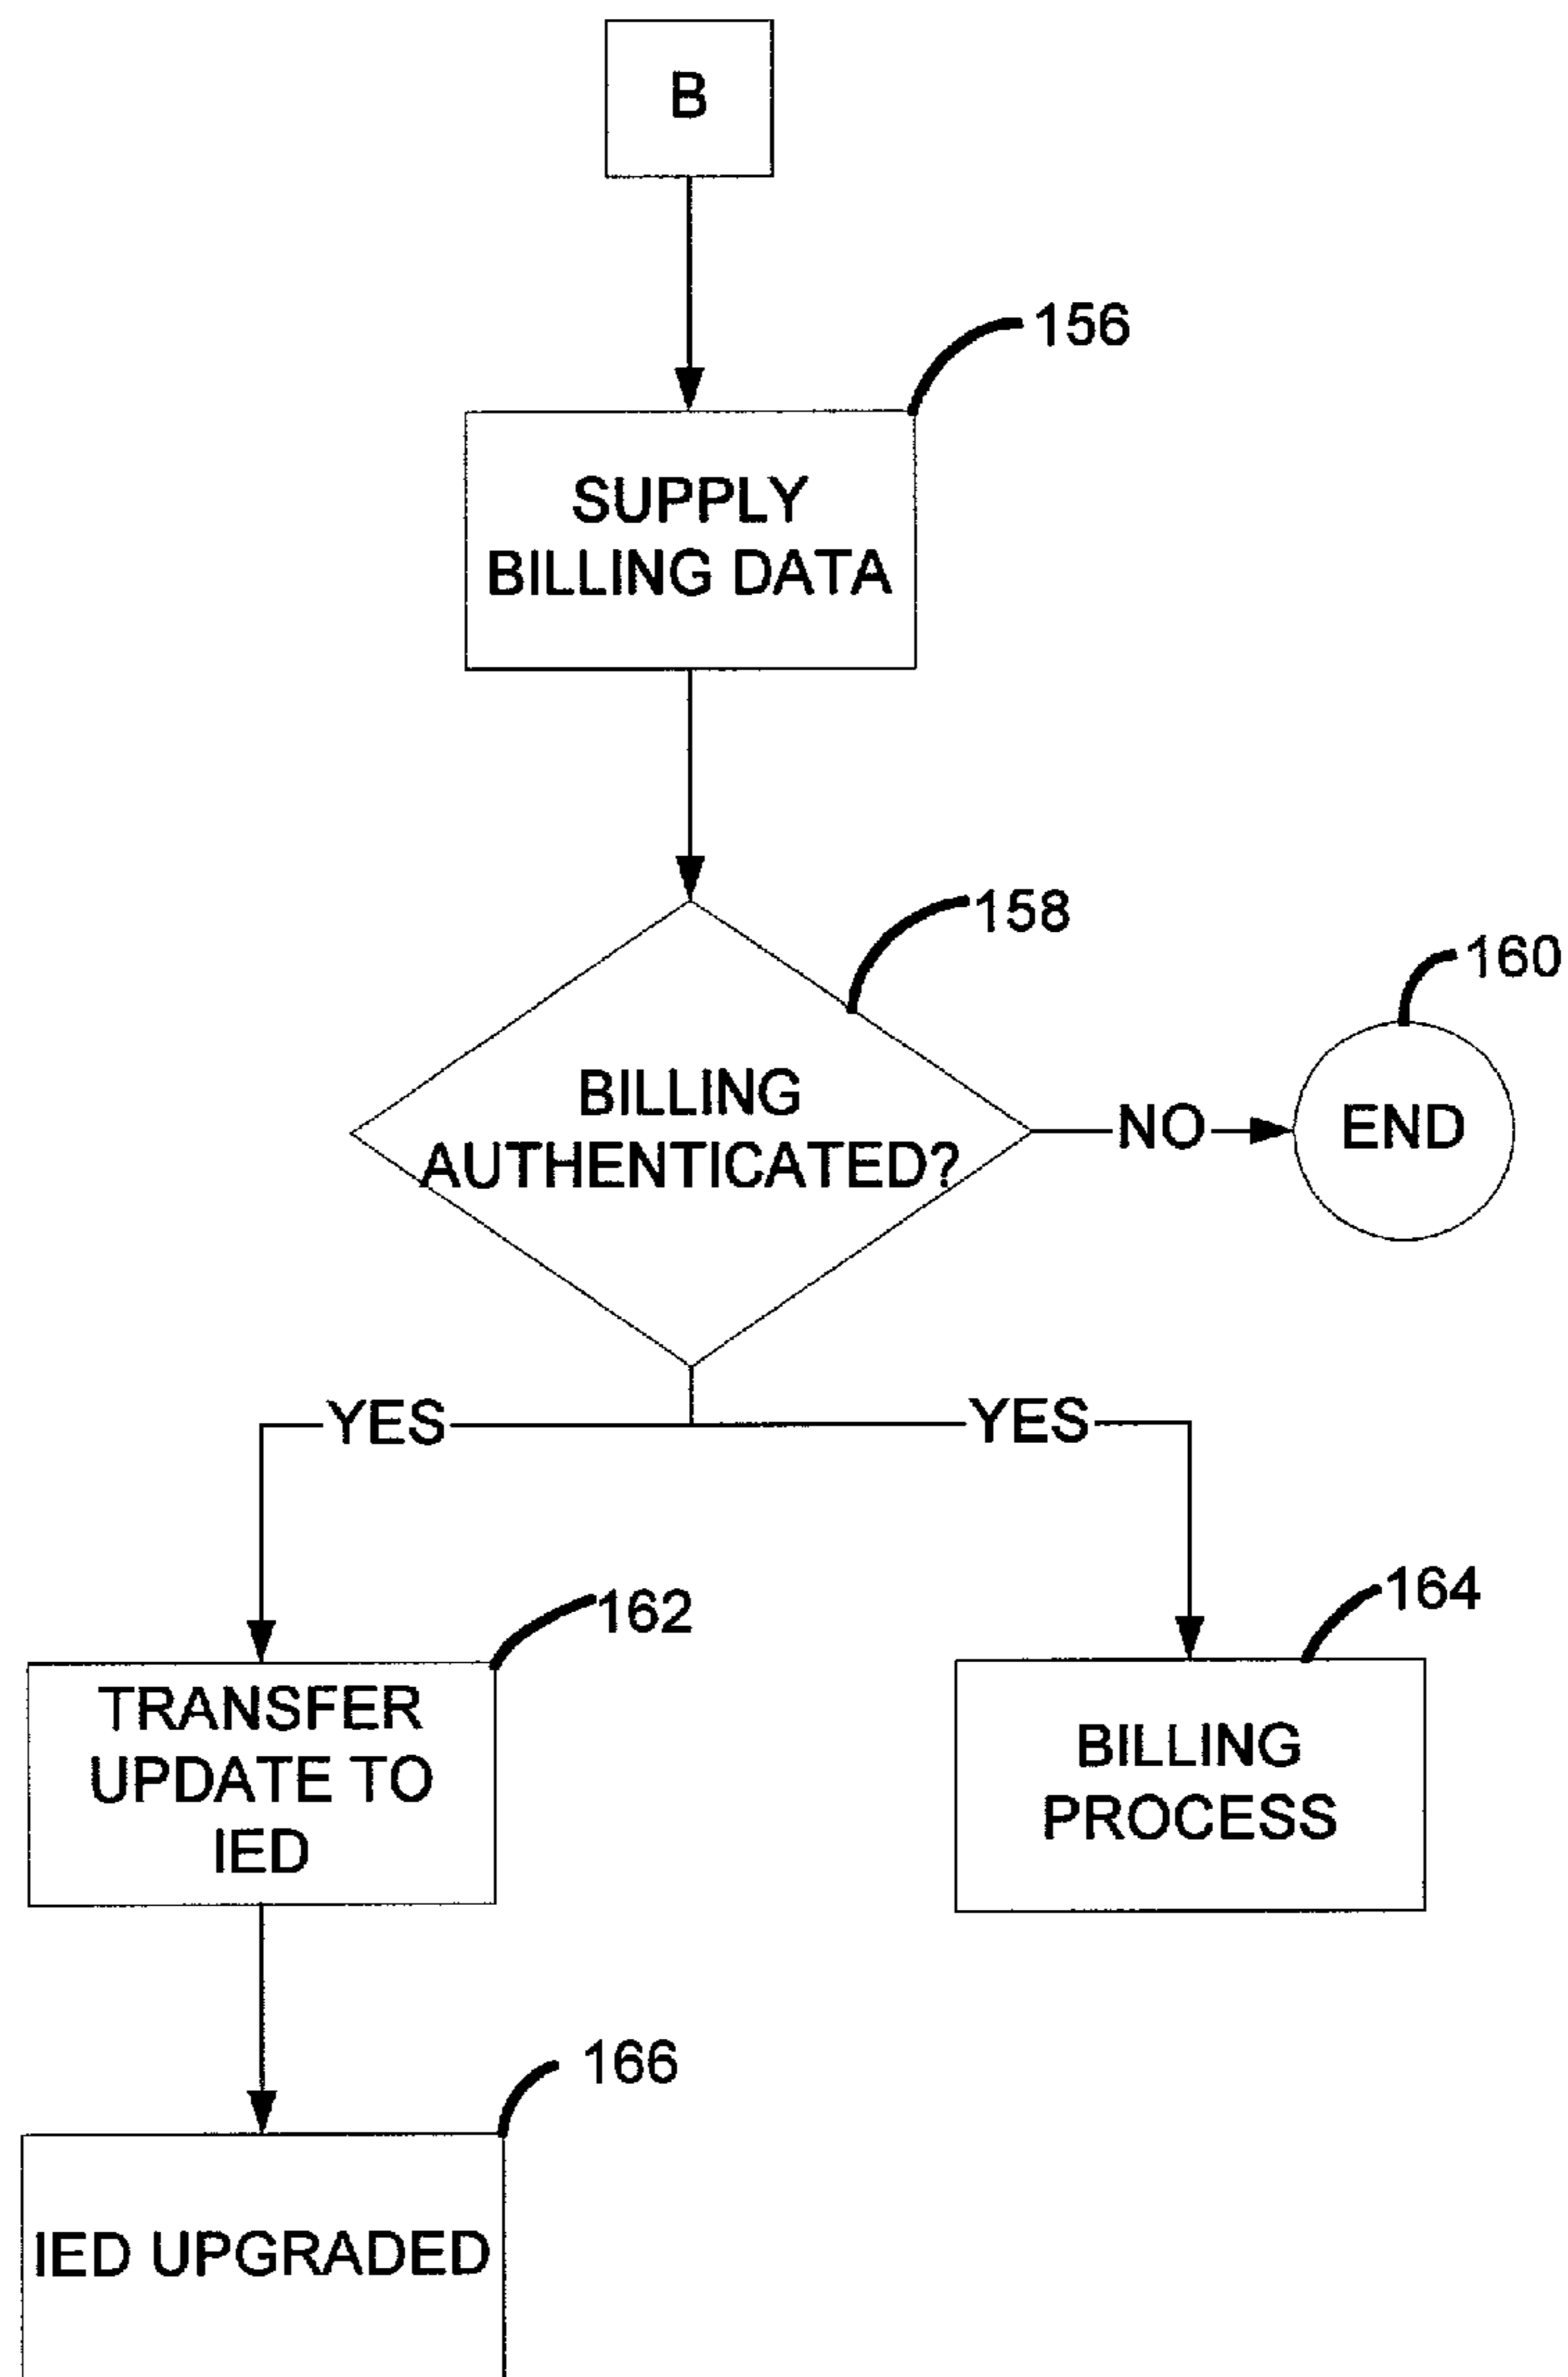 B
156
SUPPLY
BILLING DATA
158
160
BILLING
AUTHENTICATED?
NO
END
YES
YES
162
164
TRANSFER
UPDATE TO
IED
BILLING
PROCESS
166
IED UPGRADED